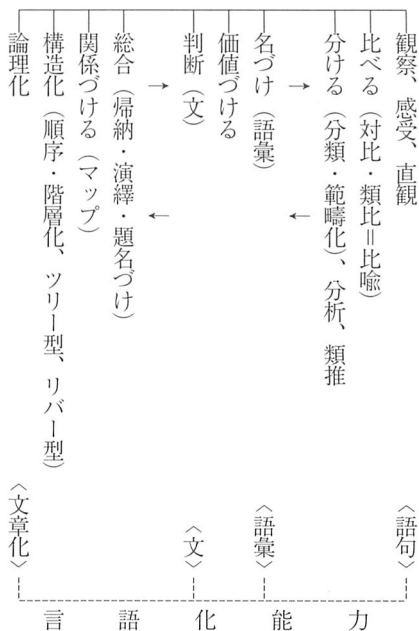 観察、感受、直観
比べる（対比・類比＝比喩）
分ける（分類・範疇化）、分析、類推
名づけ（語彙）
価値づける
判断（文）
総合（帰納・演繹・題名づけ）
関係づける（マップ）
構造化（順序・階層化、ツリー型、リバー型）
論理化
〈語句〉
〈語彙〉
〈文〉
〈文章化〉
言語化能力